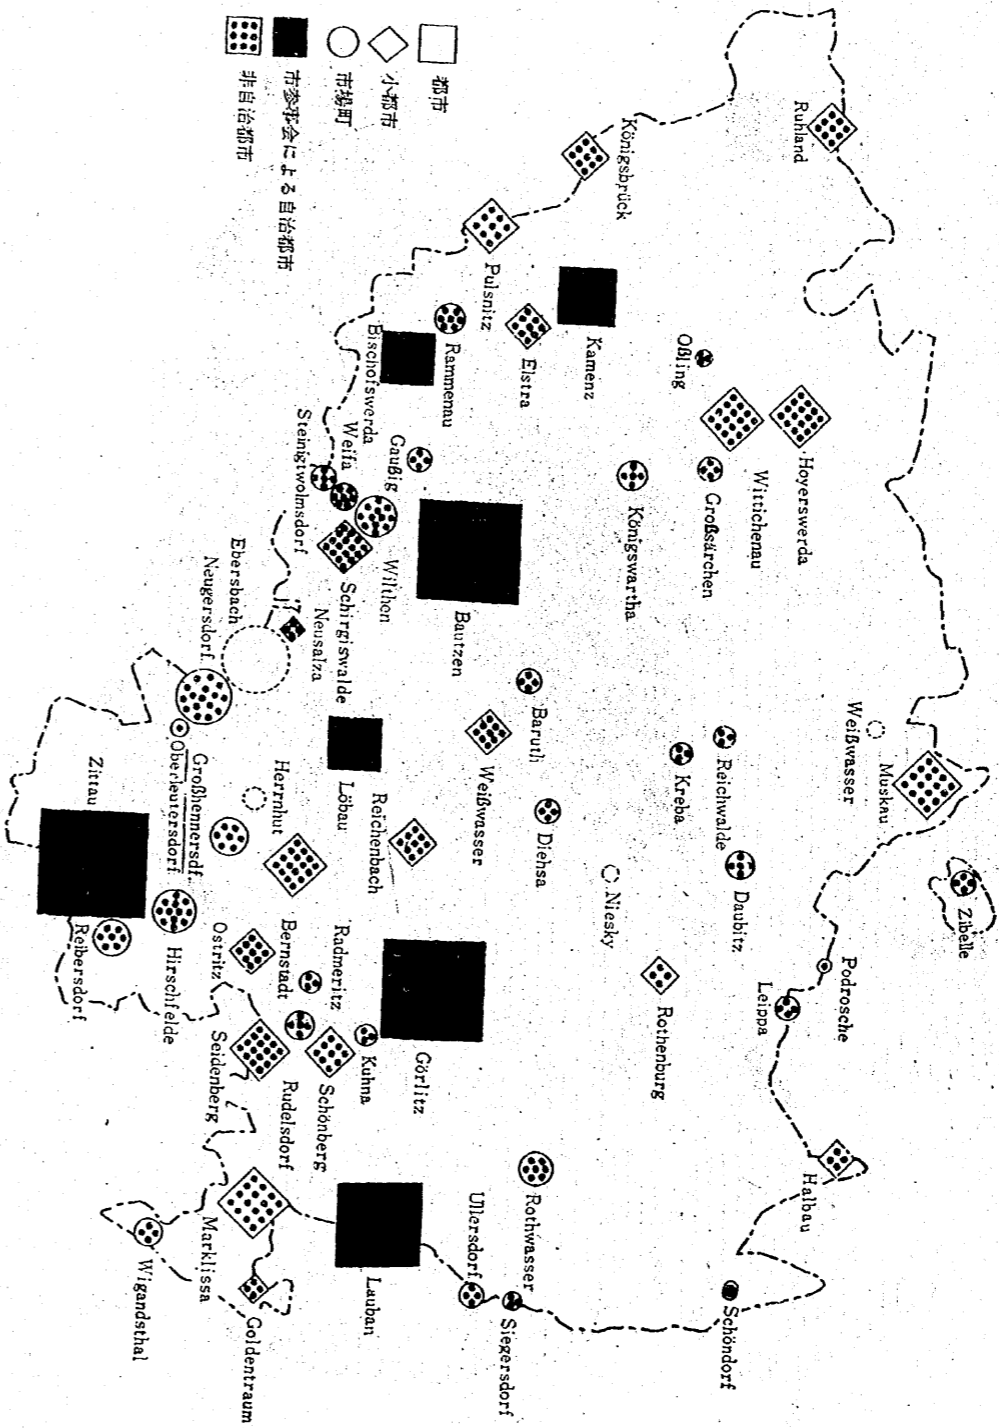 都市
小都市
市場町
市参事会による自治都市
非自治都市
Ruhland
Königsbrück
Pulsnitz
Kamenz
Elstra
Rammenau
Bischofswerda
Oßling
Hoyerswerda
Wittichenau
Großsärchen
Königswartha
Gaußig
Weifa
Steinigtwolmsdorf
Wilthen
Schirgiswalde
Bautzen
Neusalza
Ebersbach
Neugersdorf
Oberleutersdorf
Großhennersdf.
Zittau
Herrnhut
Löbau
Reichenbach
Weißwasser
Baruth
Diehsa
Kreba
Reichwalde
Daubitz
Niesky
Weißwasser
Muskau
Zibelle
Podrosche
Leippa
Rothenburg
Görlitz
Kuhna
Radmeritz
Bernstadt
Ostritz
Hirschfelde
Reibersdorf
Schönberg
Rudelsdorf
Seidenberg
Halbau
Rothwasser
Ullersdorf
Siegersdorf
Schöndorf
Lauban
Marklissa
Goldentraum
Wigandsthal